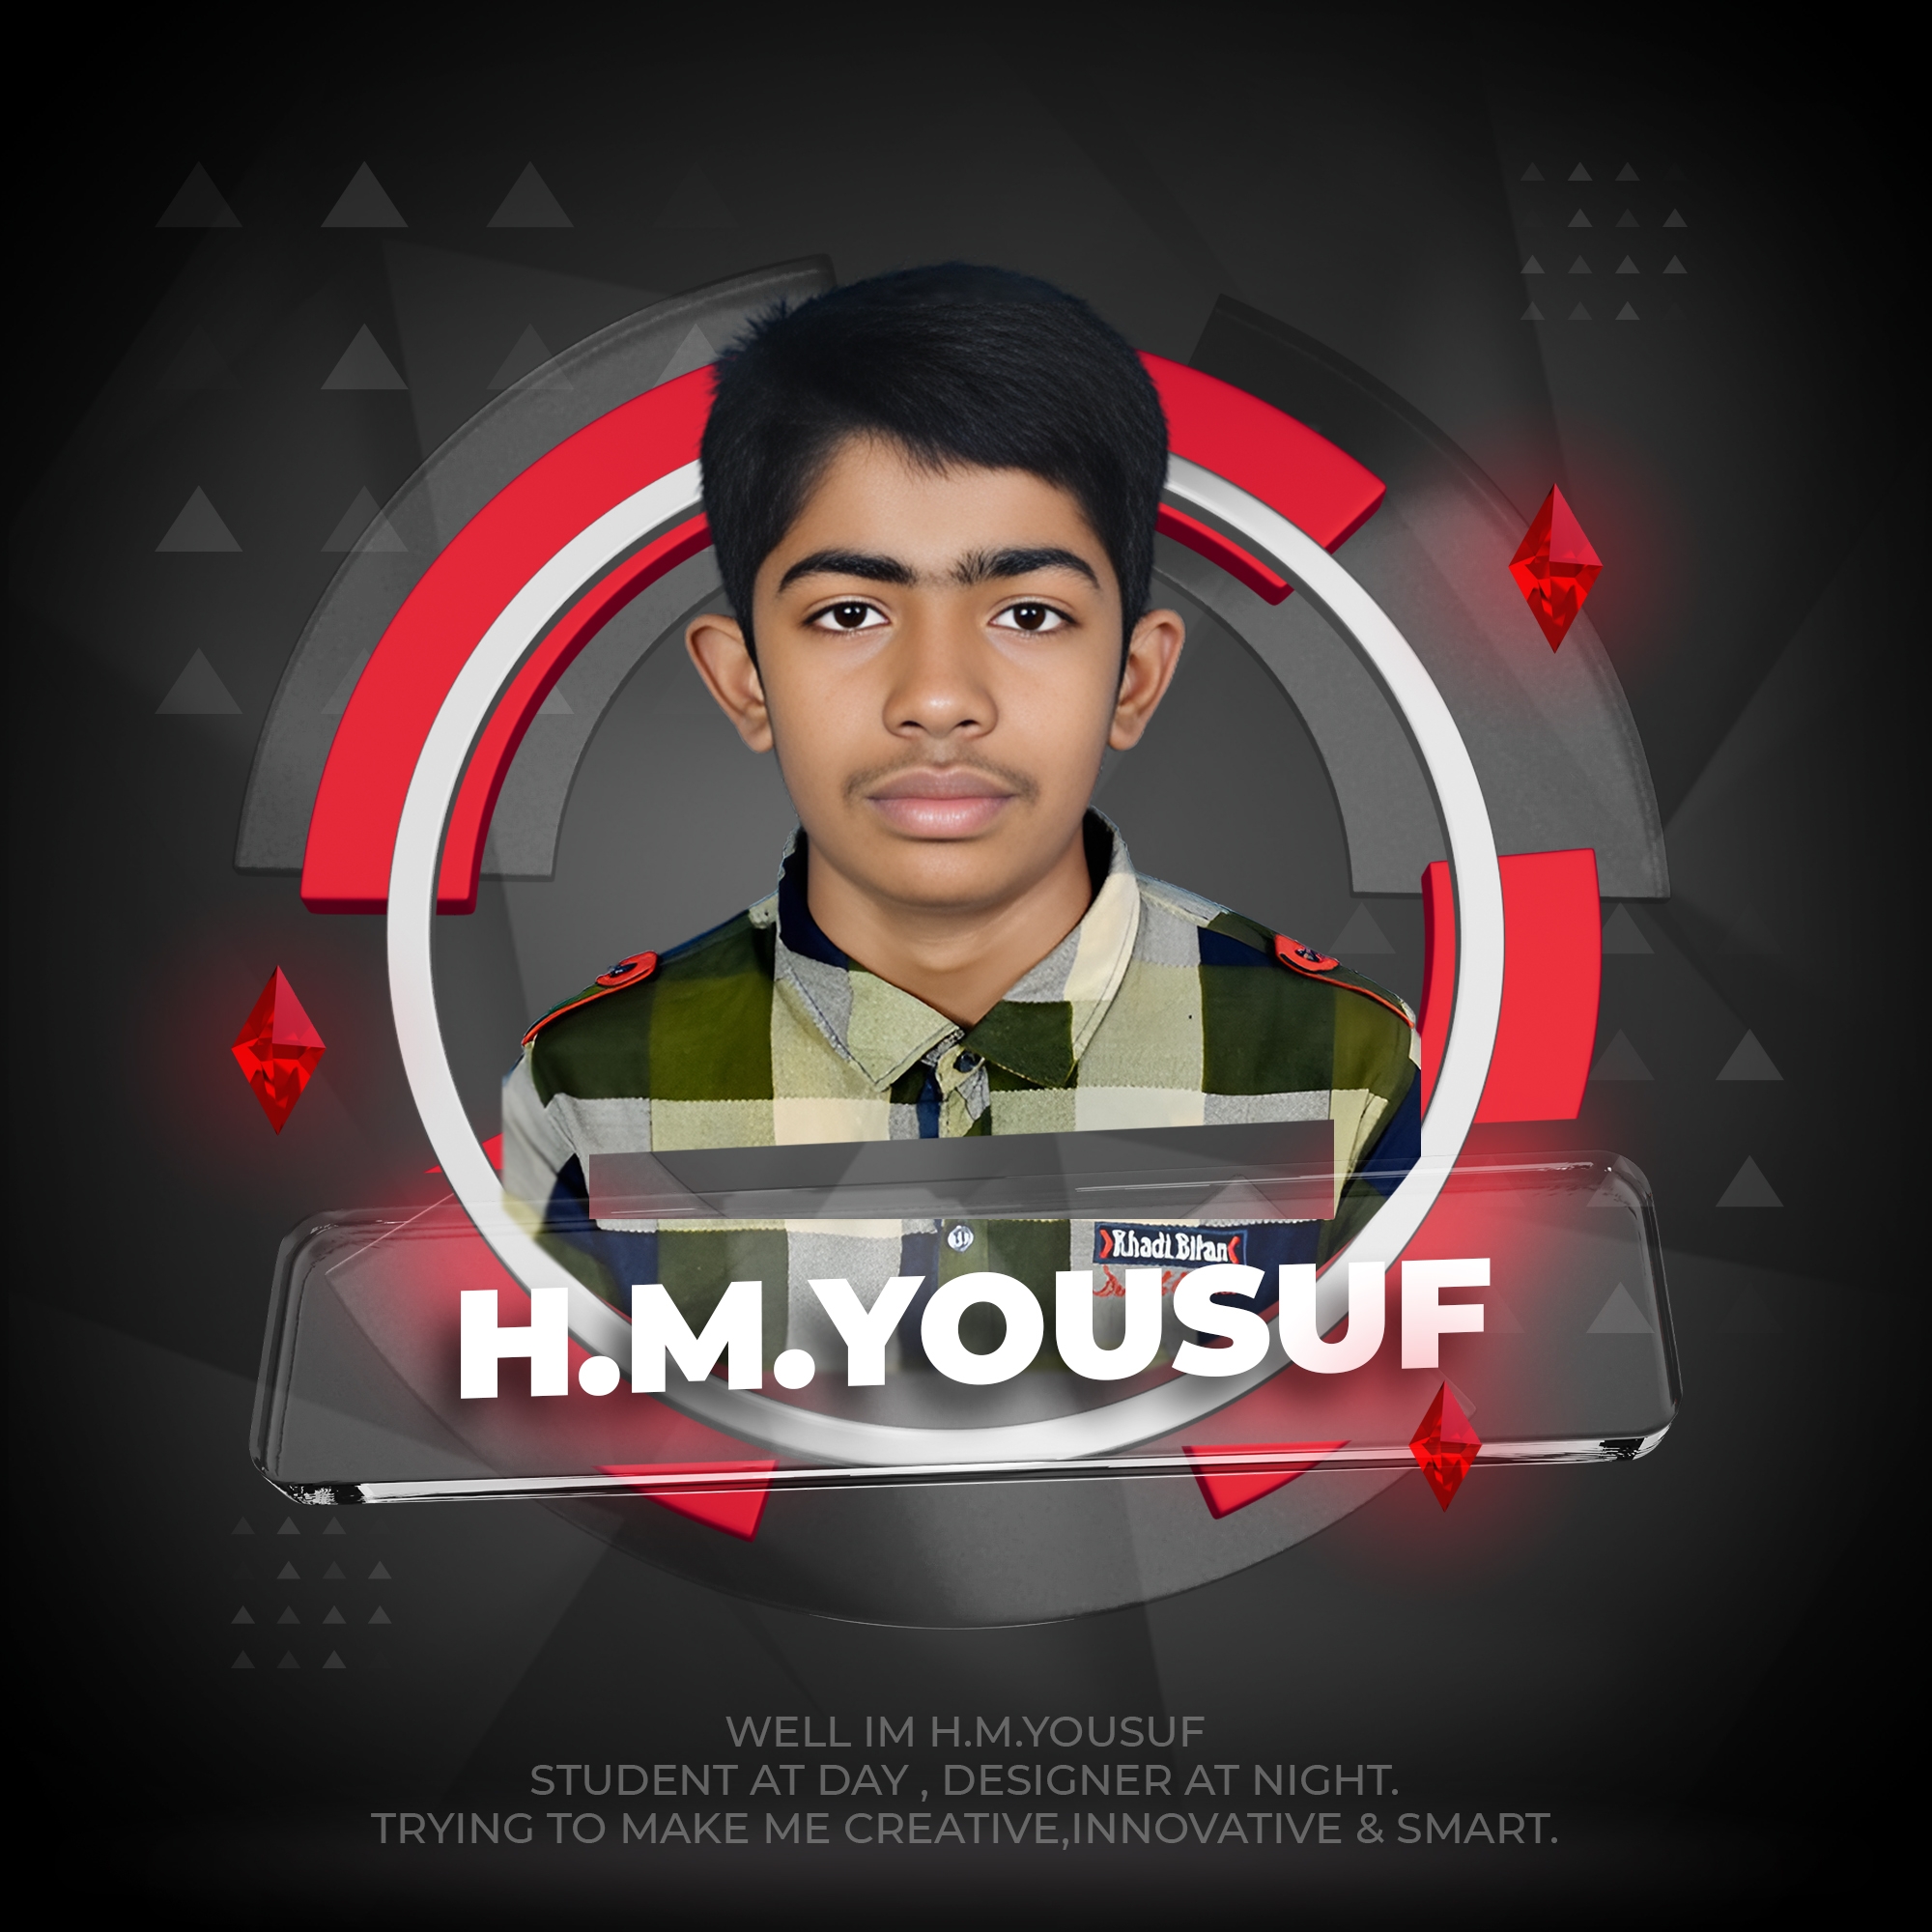 Rhadi Bitan
H.M.YOUSUF
WELL IM H.M.YOUSUF
STUDENT AT DAY , DESIGNER AT NIGHT.
TRYING TO MAKE ME CREATIVE,INNOVATIVE & SMART.